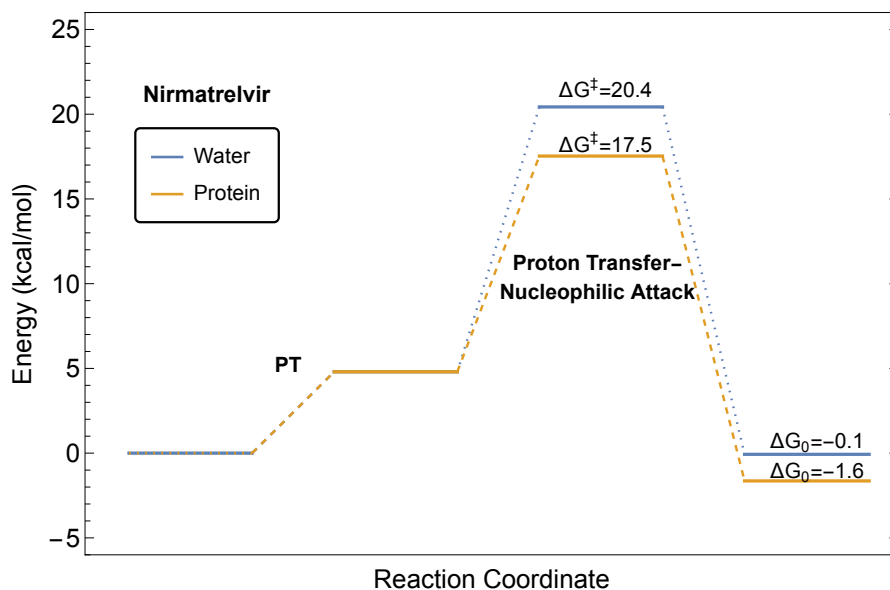 25
20
15
10
5
0
−5
Energy (kcal/mol)
Nirmatrelvir
Water
Protein
PT
ΔG‡=20.4
ΔG‡=17.5
Proton Transfer−
Nucleophilic Attack
ΔG₀=−0.1
ΔG₀=−1.6
Reaction Coordinate